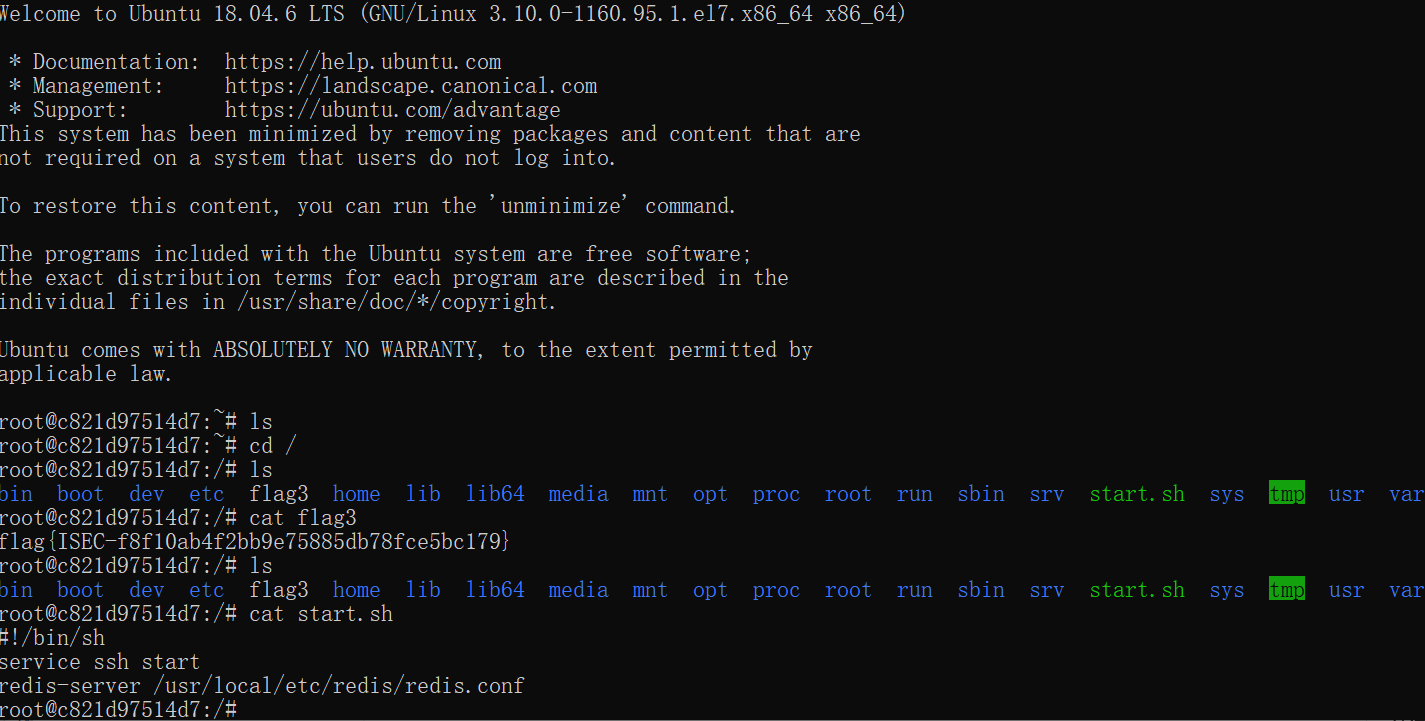 Welcome to Ubuntu 18.04.6 LTS (GNU/Linux 3.10.0-1160.95.1.el7.x86_64 x86_64)
* Documentation:  https://help.ubuntu.com
* Management:     https://landscape.canonical.com
* Support:        https://ubuntu.com/advantage
This system has been minimized by removing packages and content that are
not required on a system that users do not log into.
To restore this content, you can run the 'unminimize' command.
The programs included with the Ubuntu system are free software;
the exact distribution terms for each program are described in the
individual files in /usr/share/doc/*/copyright.
Ubuntu comes with ABSOLUTELY NO WARRANTY, to the extent permitted by
applicable law.
root@c821d97514d7:~# ls
root@c821d97514d7:~# cd /
root@c821d97514d7:/# ls
bin  boot  dev  etc  flag3  home  lib  lib64  media  mnt  opt  proc  root  run  sbin  srv  start.sh  sys  tmp  usr  var
root@c821d97514d7:/# cat flag3
flag{ISEC-f8f10ab4f2bb9e75885db78fce5bc179}
root@c821d97514d7:/# ls
bin  boot  dev  etc  flag3  home  lib  lib64  media  mnt  opt  proc  root  run  sbin  srv  start.sh  sys  tmp  usr  var
root@c821d97514d7:/# cat start.sh
#!/bin/sh
service ssh start
redis-server /usr/local/etc/redis/redis.conf
root@c821d97514d7:/#